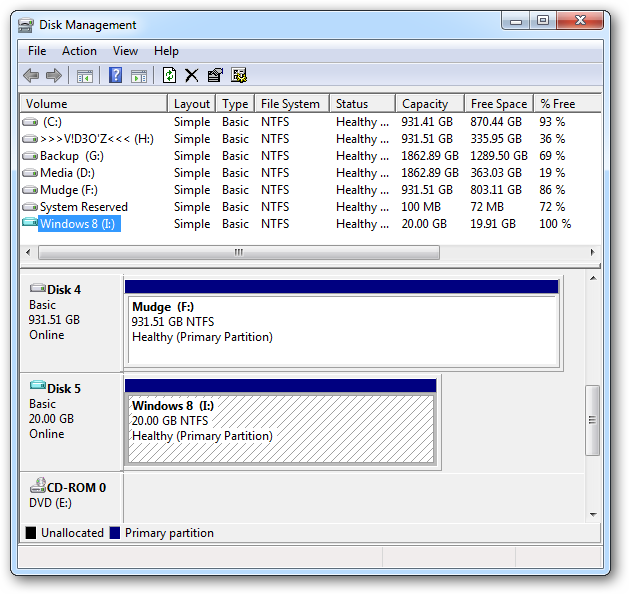 Disk Management
File Action View Help
Volume Layout Type File System Status Capacity Free Space % Free
(C:) Simple Basic NTFS Healthy ... 931.41 GB 870.44 GB 93 %
>>>V!D3O'Z<<< (H:) Simple Basic NTFS Healthy ... 931.51 GB 335.95 GB 36 %
Backup (G:) Simple Basic NTFS Healthy ... 1862.89 GB 1289.50 GB 69 %
Media (D:) Simple Basic NTFS Healthy ... 1862.89 GB 363.03 GB 19 %
Mudge (F:) Simple Basic NTFS Healthy ... 931.51 GB 803.11 GB 86 %
System Reserved Simple Basic NTFS Healthy ... 100 MB 72 MB 72 %
Windows 8 (I:) Simple Basic NTFS Healthy ... 20.00 GB 19.91 GB 100 %
Disk 4
Basic
931.51 GB
Online
Mudge (F:)
931.51 GB NTFS
Healthy (Primary Partition)
Disk 5
Basic
20.00 GB
Online
Windows 8 (I:)
20.00 GB NTFS
Healthy (Primary Partition)
CD-ROM 0
DVD (E:)
Unallocated Primary partition